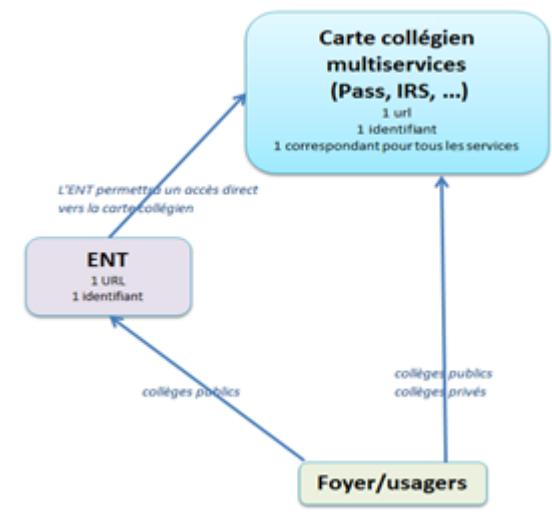 Carte collégien
multiservices
(Pass, IRS, ...)
1 url
1 identifiant
1 correspondant pour tous les services
L'ENT permettra un accès direct
vers la carte collégien
ENT
1 URL
1 identifiant
collèges publics
collèges privés
collèges publics
Foyer/usagers